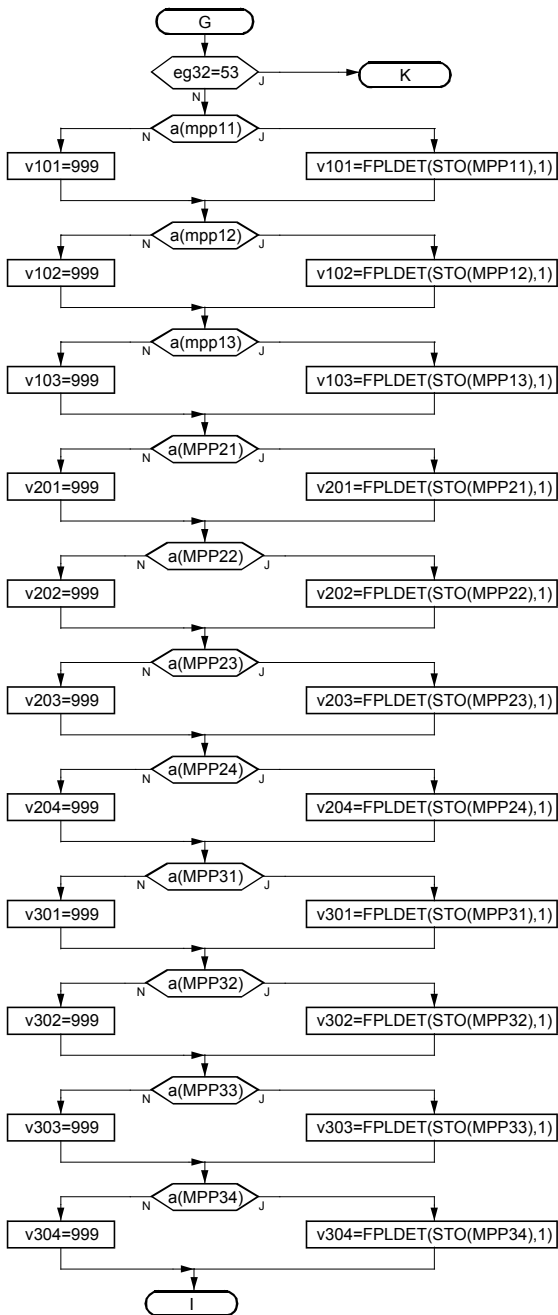 G
eg32=53
J
K
N
a(mpp11)
N
J
v101=999
v101=FPLDET(STO(MPP11),1)
a(mpp12)
N
J
v102=999
v102=FPLDET(STO(MPP12),1)
a(mpp13)
N
J
v103=999
v103=FPLDET(STO(MPP13),1)
a(MPP21)
N
J
v201=999
v201=FPLDET(STO(MPP21),1)
a(MPP22)
N
J
v202=999
v202=FPLDET(STO(MPP22),1)
a(MPP23)
N
J
v203=999
v203=FPLDET(STO(MPP23),1)
a(MPP24)
N
J
v204=999
v204=FPLDET(STO(MPP24),1)
a(MPP31)
N
J
v301=999
v301=FPLDET(STO(MPP31),1)
a(MPP32)
N
J
v302=999
v302=FPLDET(STO(MPP32),1)
a(MPP33)
N
J
v303=999
v303=FPLDET(STO(MPP33),1)
a(MPP34)
N
J
v304=999
v304=FPLDET(STO(MPP34),1)
I